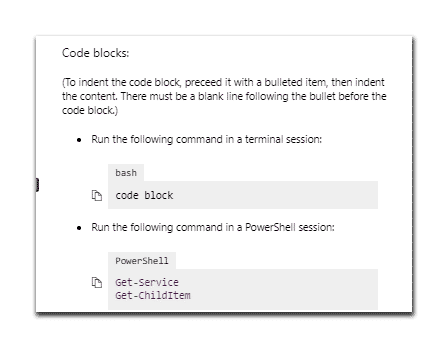 Code blocks:
(To indent the code block, preceed it with a bulleted item, then indent
the content. There must be a blank line following the bullet before the
code block.)
• Run the following command in a terminal session:
bash
code block
• Run the following command in a PowerShell session:
PowerShell
Get-Service
Get-ChildItem